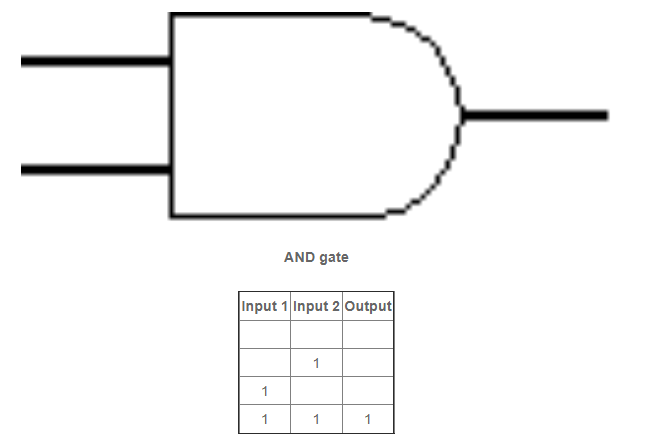 AND gate
Input 1 Input 2 Output
1
1
1 1 1